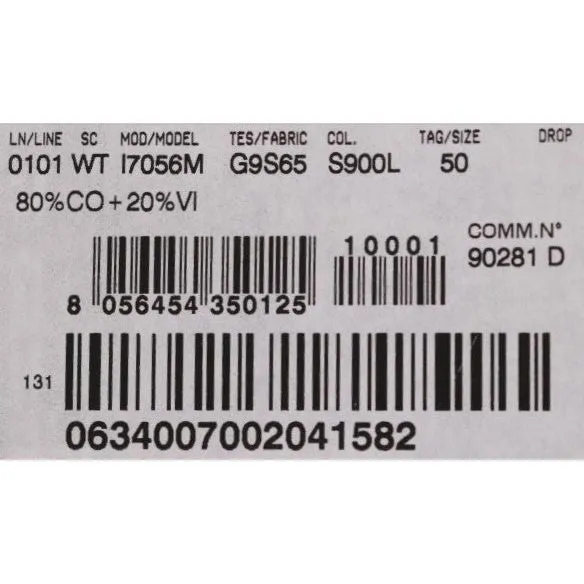 LN/LINE SC MOD/MODEL TES/FABRIC COL. TAG/SIZE DROP
0101 WT I7056M G9S65 S900L 50
80%CO+20%VI
COMM.N°
90281 D
10001
8 056454 350125
131
0634007002041582